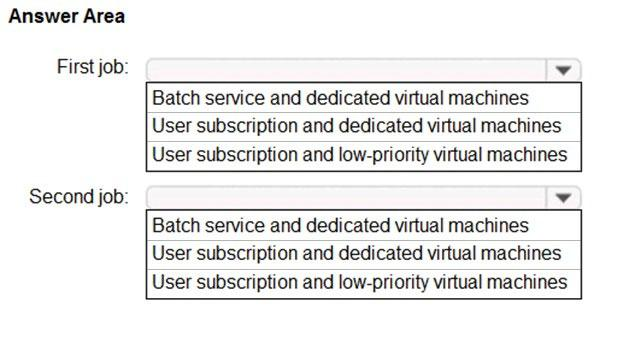 Answer Area
First job:
Batch service and dedicated virtual machines
User subscription and dedicated virtual machines
User subscription and low-priority virtual machines
Second job:
Batch service and dedicated virtual machines
User subscription and dedicated virtual machines
User subscription and low-priority virtual machines